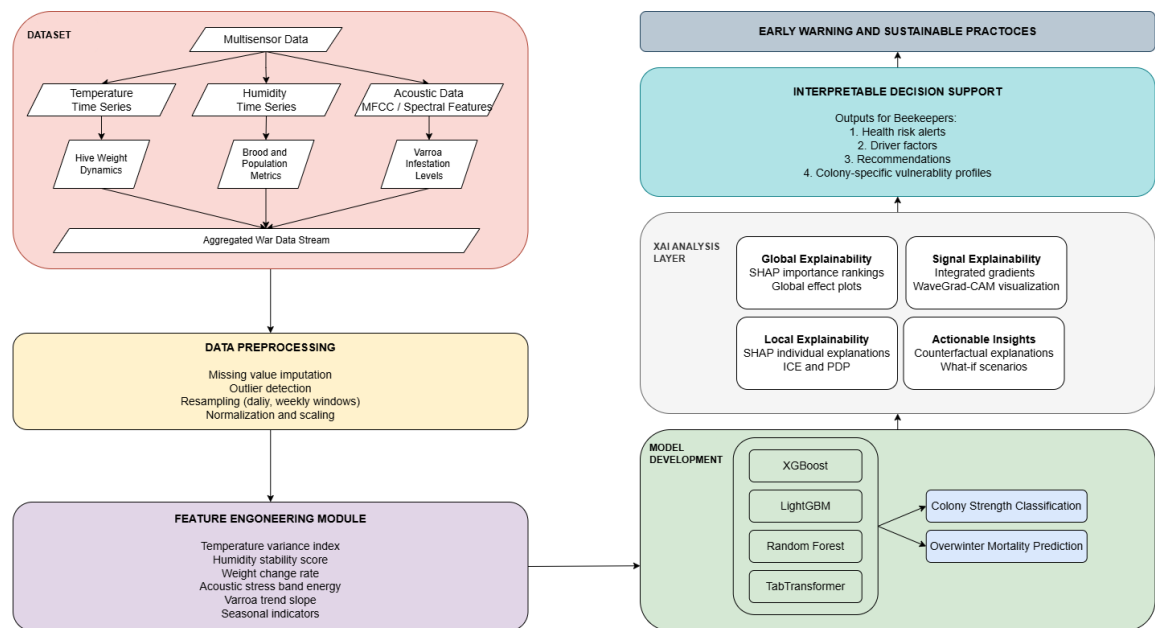 DATASET
Multisensor Data
Temperature
Time Series
Humidity
Time Series
Acoustic Data
MFCC / Spectral Features
Hive Weight
Dynamics
Brood and
Population
Metrics
Varroa
Infestation
Levels
Aggregated War Data Stream
DATA PREPROCESSING
Missing value imputation
Outlier detection
Resampling (daliy, weekly windows)
Normalization and scaling
FEATURE ENGONEERING MODULE
Temperature variance index
Humidity stability score
Weight change rate
Acoustic stress band energy
Varroa trend slope
Seasonal indicators
MODEL
DEVELOPMENT
XGBoost
LightGBM
Random Forest
TabTransformer
Colony Strength Classification
Overwinter Mortality Prediction
XAI ANALYSIS
LAYER
Global Explainability
SHAP importance rankings
Global effect plots
Signal Explainability
Integrated gradients
WaveGrad-CAM visualization
Local Explainability
SHAP individual explanations
ICE and PDP
Actionable Insights
Counterfactual explanations
What-if scenarios
INTERPRETABLE DECISION SUPPORT
Outputs for Beekeepers:
1. Health risk alerts
2. Driver factors
3. Recommendations
4. Colony-specific vulnerablity profiles
EARLY WARNING AND SUSTAINABLE PRACTOCES